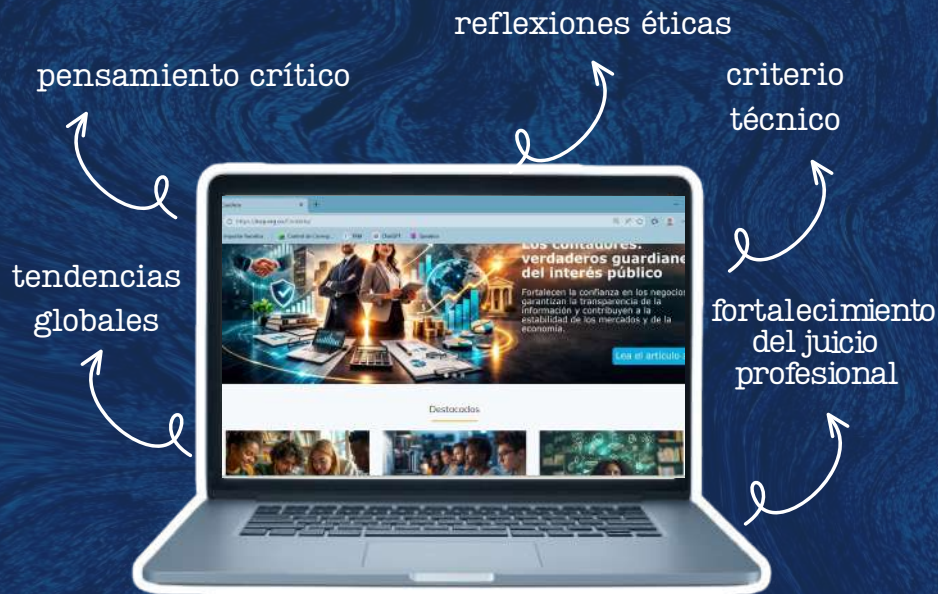 reflexiones éticas
pensamiento crítico
criterio
técnico
tendencias
globales
fortalecimiento
del juicio
profesional
Los contadores:
verdaderos guardiane
del interés público
Fortalecen la confianza en los negocio
garantizan la transparencia de la
información y contribuyen a la
estabilidad de los mercados y de la
economía.
Lea el artículo
Destacados